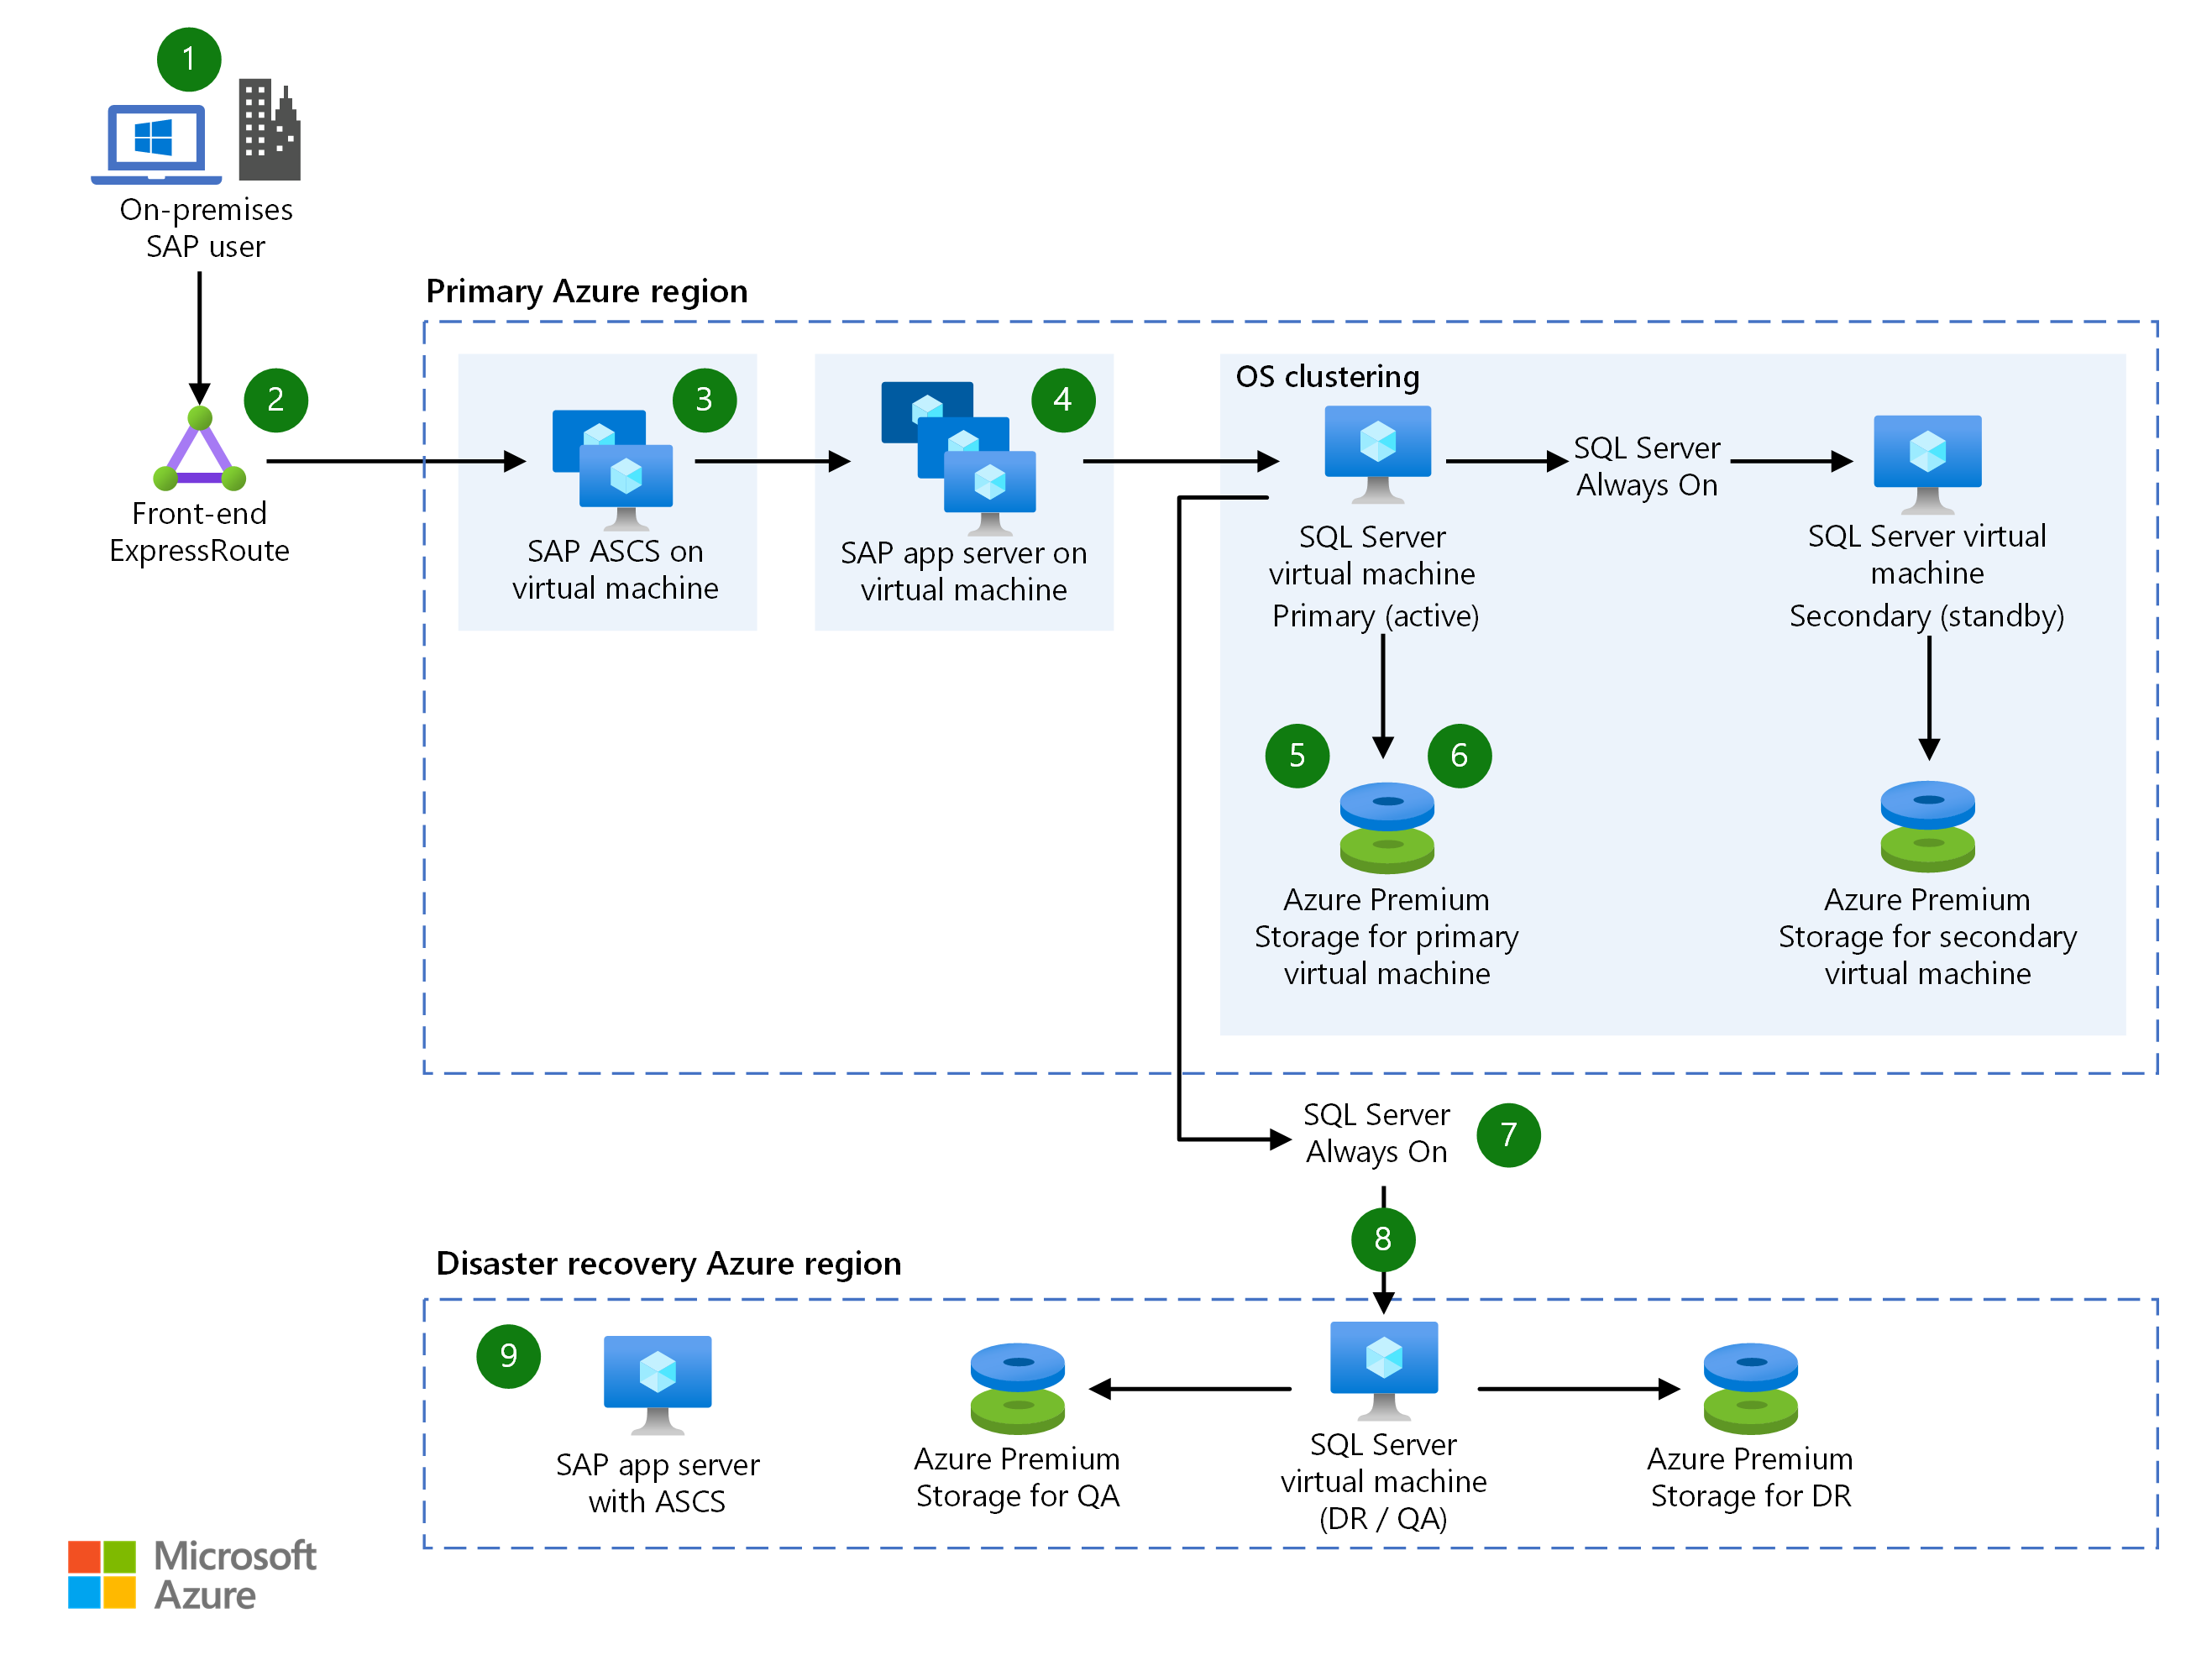 1
On-premises
SAP user
2
Front-end
ExpressRoute
Primary Azure region
3
SAP ASCS on
virtual machine
4
SAP app server on
virtual machine
OS clustering
SQL Server
virtual machine
Primary (active)
SQL Server
Always On
SQL Server virtual
machine
Secondary (standby)
5
6
Azure Premium
Storage for primary
virtual machine
Azure Premium
Storage for secondary
virtual machine
SQL Server
Always On
7
8
Disaster recovery Azure region
9
SAP app server
with ASCS
Azure Premium
Storage for QA
SQL Server
virtual machine
(DR / QA)
Azure Premium
Storage for DR
Microsoft
Azure